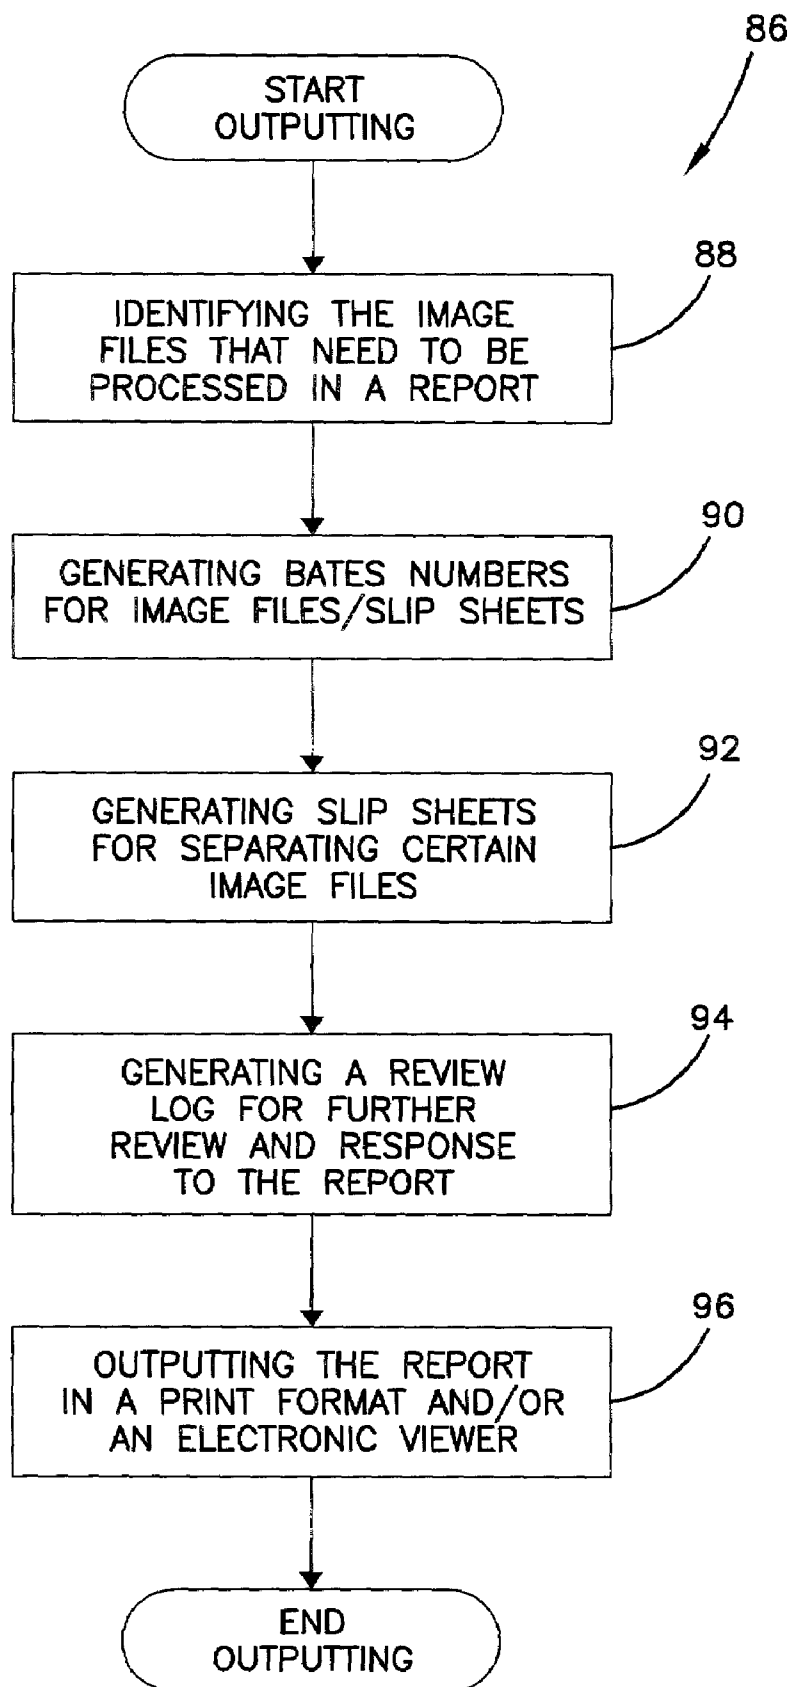 86
START
OUTPUTTING
88
IDENTIFYING THE IMAGE
FILES THAT NEED TO BE
PROCESSED IN A REPORT
90
GENERATING BATES NUMBERS
FOR IMAGE FILES/SLIP SHEETS
92
GENERATING SLIP SHEETS
FOR SEPARATING CERTAIN
IMAGE FILES
94
GENERATING A REVIEW
LOG FOR FURTHER
REVIEW AND RESPONSE
TO THE REPORT
96
OUTPUTTING THE REPORT
IN A PRINT FORMAT AND/OR
AN ELECTRONIC VIEWER
END
OUTPUTTING